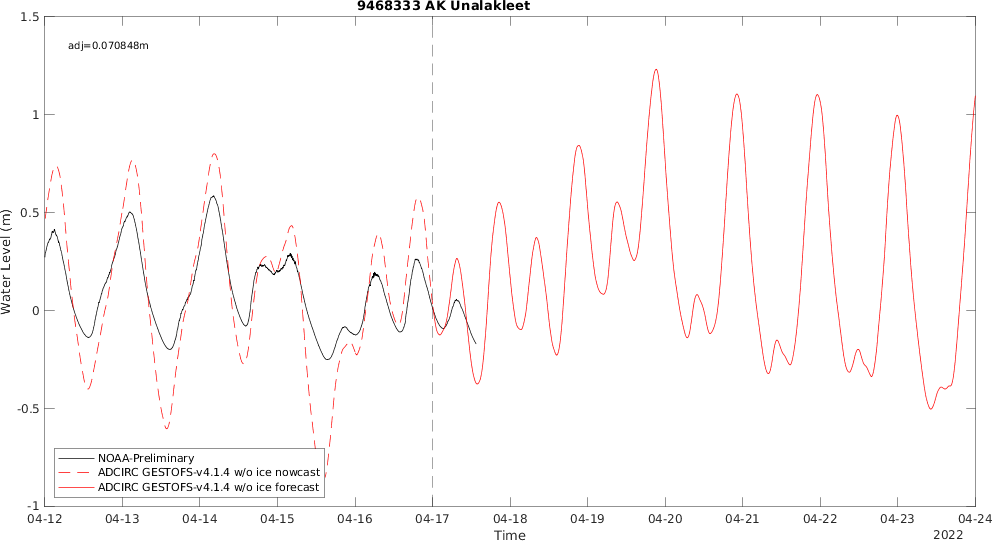 9468333 AK Unalakleet
adj=0.070848m
Water Level (m)
1.5
1
0.5
0
-0.5
-1
NOAA-Preliminary
ADCIRC GESTOFS-v4.1.4 w/o ice nowcast
ADCIRC GESTOFS-v4.1.4 w/o ice forecast
04-12 04-13 04-14 04-15 04-16 04-17 04-18 04-19 04-20 04-21 04-22 04-23 04-24
Time
2022